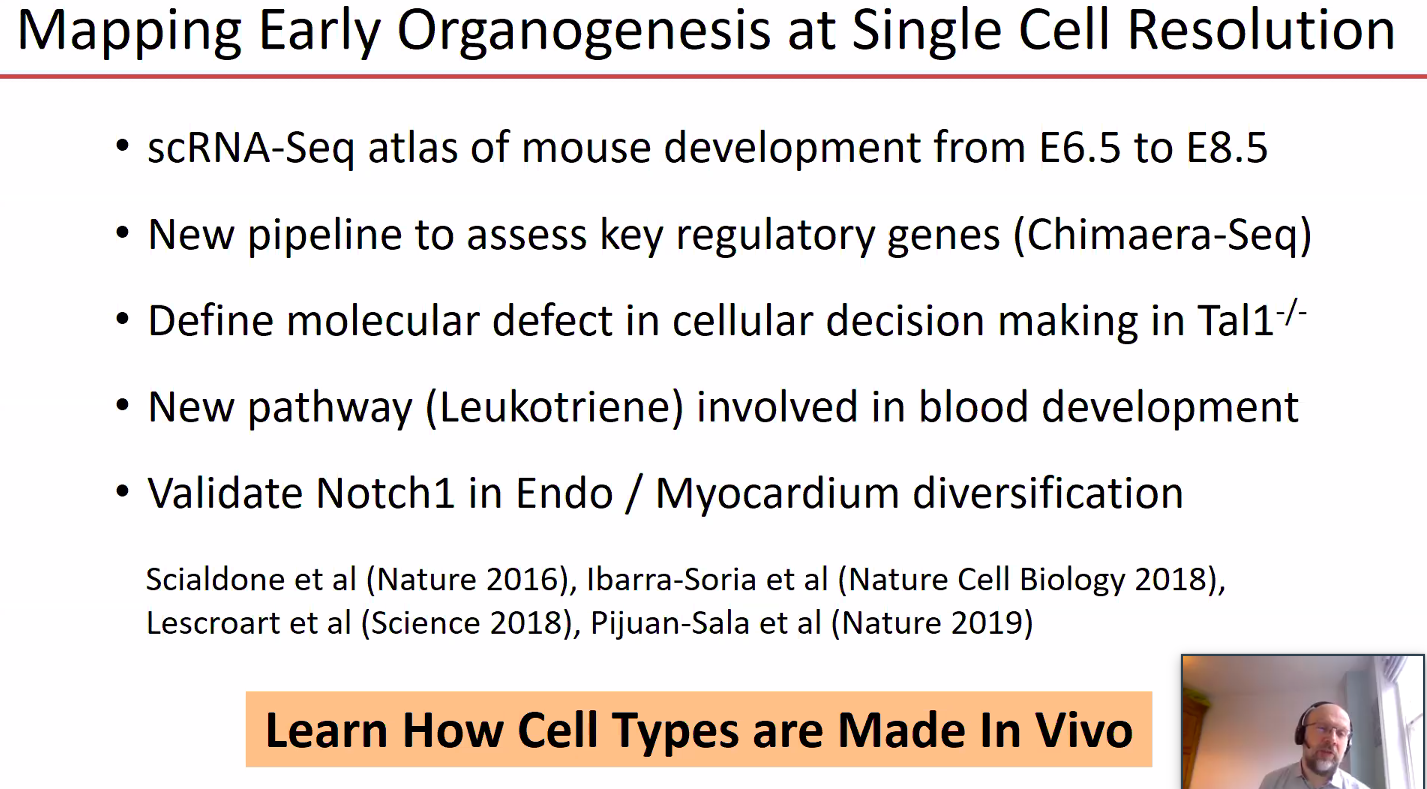 Mapping Early Organogenesis at Single Cell Resolution
• scRNA-Seq atlas of mouse development from E6.5 to E8.5
• New pipeline to assess key regulatory genes (Chimaera-Seq)
• Define molecular defect in cellular decision making in Tal1-/-
• New pathway (Leukotriene) involved in blood development
• Validate Notch1 in Endo / Myocardium diversification
Scialdone et al (Nature 2016), Ibarra-Soria et al (Nature Cell Biology 2018),
Lescroart et al (Science 2018), Pijuan-Sala et al (Nature 2019)
Learn How Cell Types are Made In Vivo